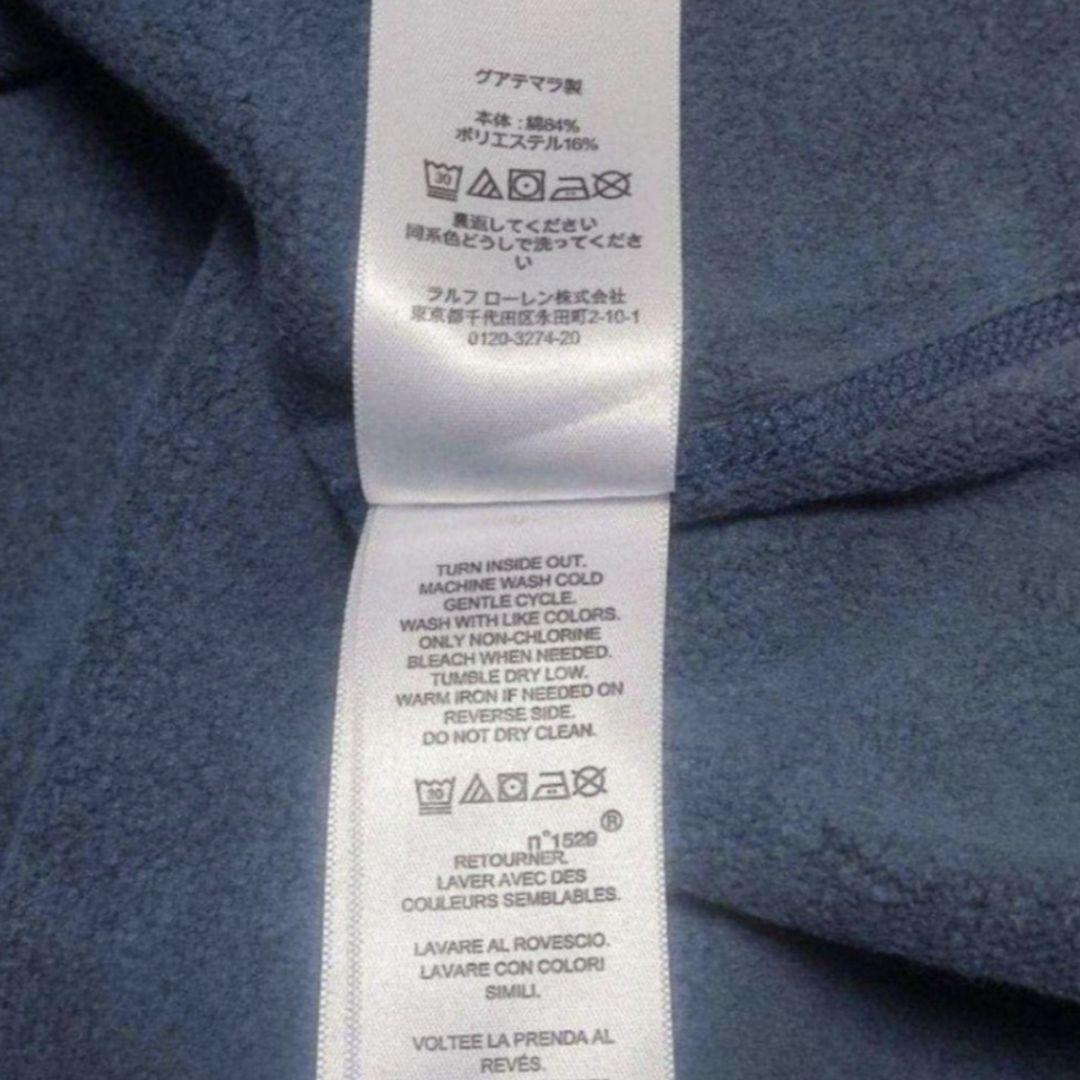 グアテマラ製
本体 : 綿84%
ポリエステル16%
30
裏返してください
同系色どうしで洗ってくださ
い
ラルフ ローレン株式会社
東京都千代田区永田町2-10-1
0120-3274-20
TURN INSIDE OUT.
MACHINE WASH COLD
GENTLE CYCLE.
WASH WITH LIKE COLORS.
ONLY NON-CHLORINE
BLEACH WHEN NEEDED.
TUMBLE DRY LOW.
WARM IRON IF NEEDED ON
REVERSE SIDE.
DO NOT DRY CLEAN.
30
n°1529®
RETOURNER.
LAVER AVEC DES
COULEURS SEMBLABLES.
LAVARE AL ROVESCIO.
LAVARE CON COLORI
SIMILI.
VOLTEE LA PRENDA AL
REVÉS.